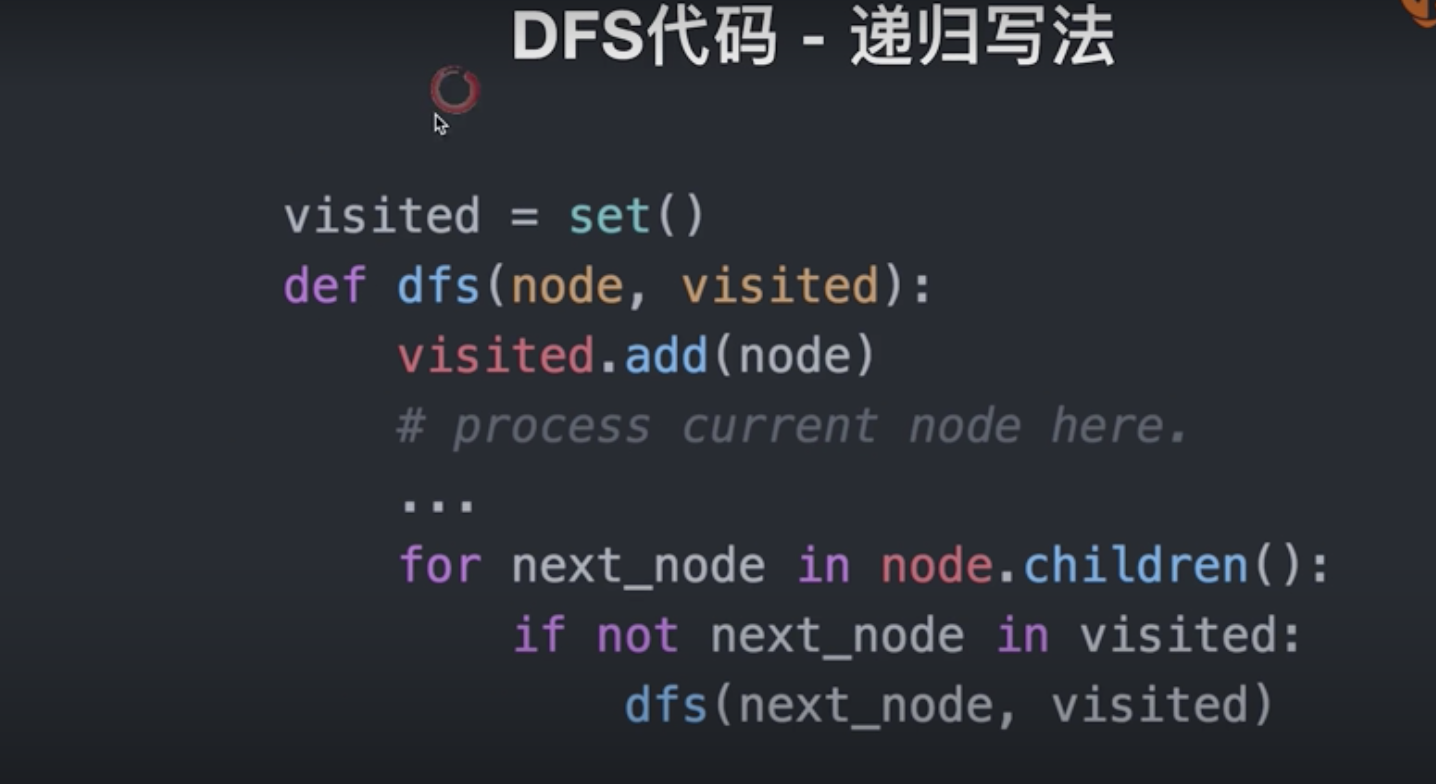 DFS代码 - 递归写法
visited = set()
def dfs(node, visited):
    visited.add(node)
    # process current node here.
    ...
    for next_node in node.children():
        if not next_node in visited:
            dfs(next_node, visited)